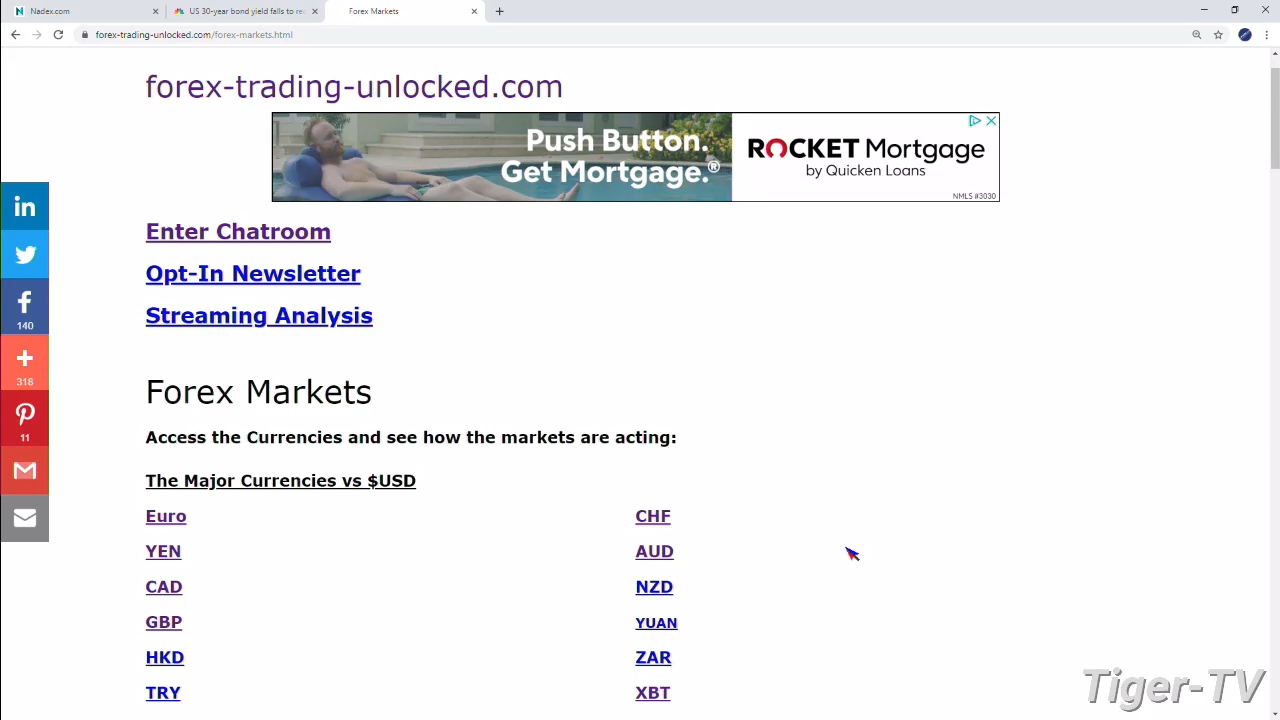 Nadex.com
US 30-year bond yield falls to re
Forex Markets
forex-trading-unlocked.com/forex-markets.html
forex-trading-unlocked.com
Push Button.
Get Mortgage.®
ROCKET Mortgage
by Quicken Loans
NMLS #3030
in
Enter Chatroom
Opt-In Newsletter
Streaming Analysis
f
140
318
11
Forex Markets
Access the Currencies and see how the markets are acting:
The Major Currencies vs $USD
Euro CHF
YEN AUD
CAD NZD
GBP YUAN
HKD ZAR
TRY XBT
Tiger-TV